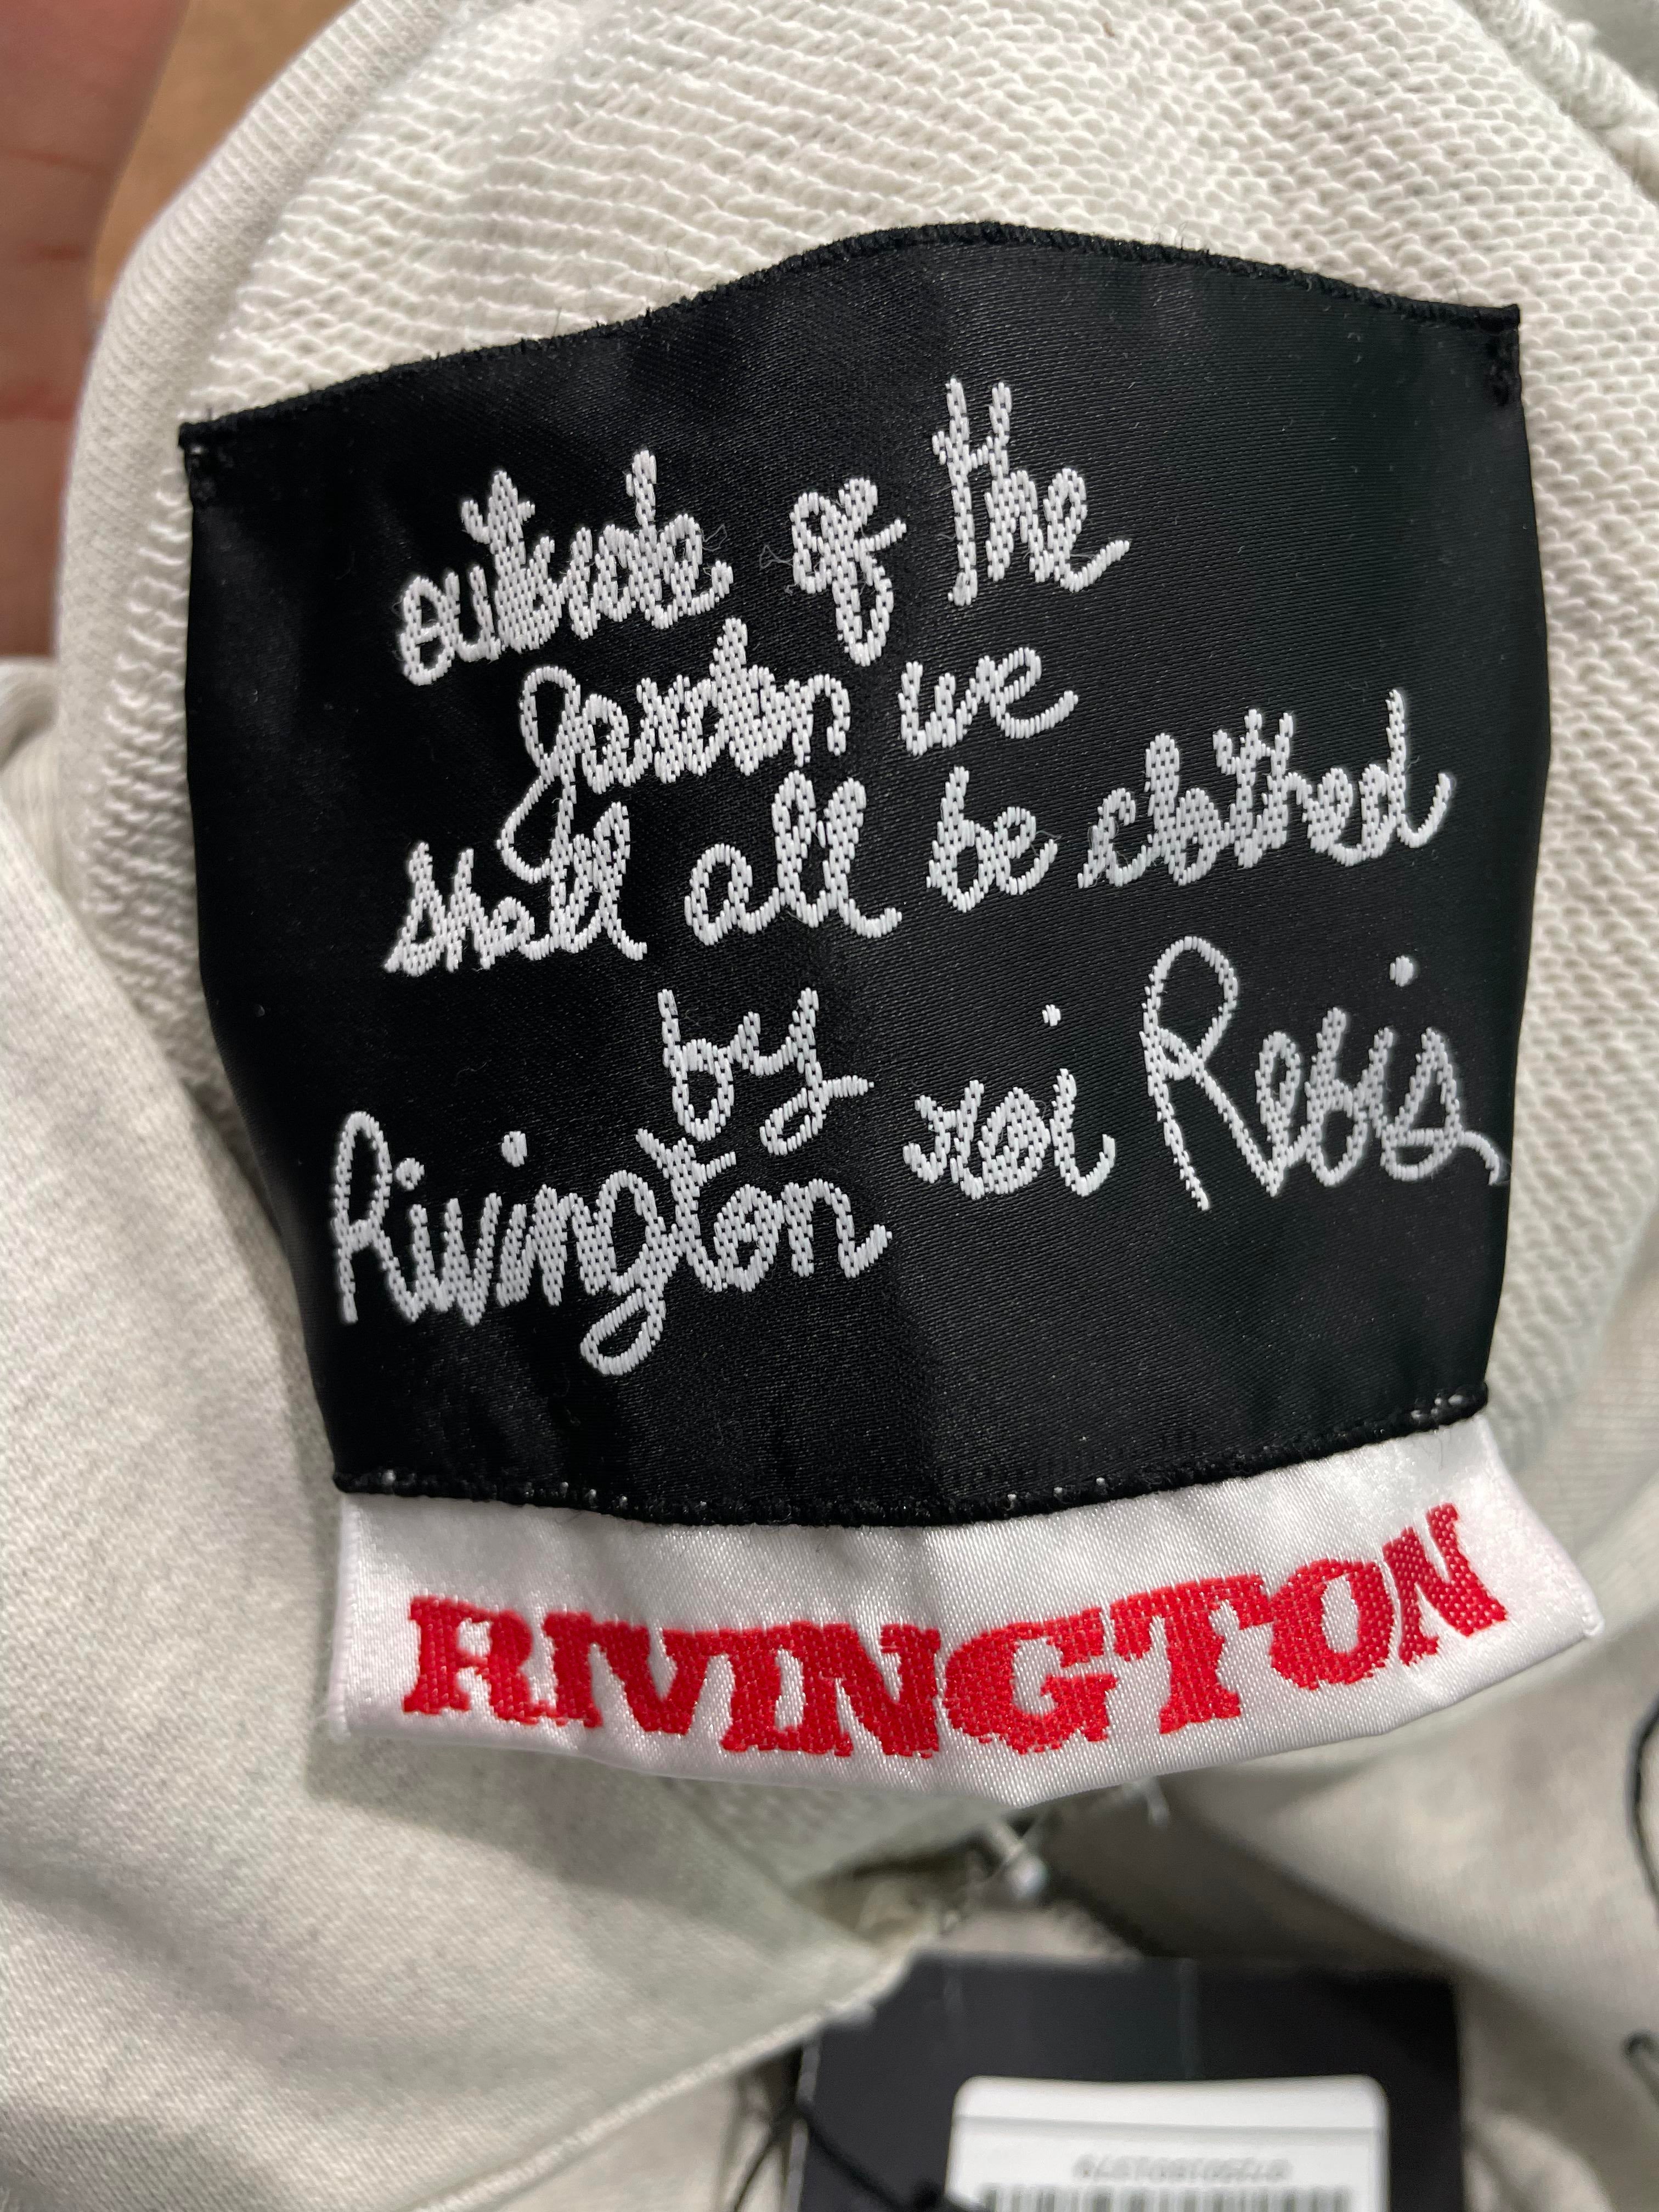 outside of the
Garden we
shall all be clothed
by
Rivington roi Rebis
RIVINGTON